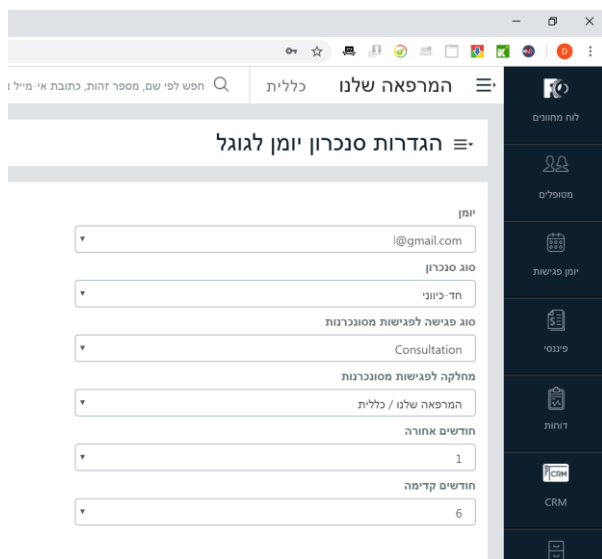 המרפאה שלנו
כללית
חפש לפי שם, מספר זהות, כתובת אי-מייל
הגדרות סנכרון יומן לגוגל
יומן
@gmail.com
סוג סנכרון
חד-כיווני
סוג פגישה לפגישות מסונכרנות
Consultation
מחלקה לפגישות מסונכרנות
המרפאה שלנו / כללית
חודשים אחורה
1
חודשים קדימה
6
לוח מחוונים
מטופלים
יומן פגישות
פיננסי
דוחות
CRM
CRM
D